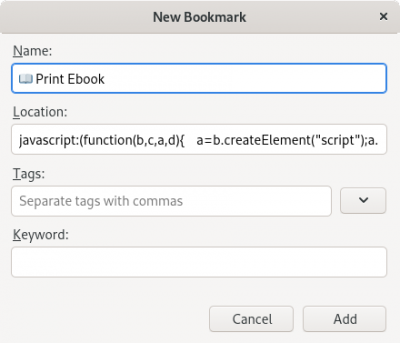 New Bookmark
×
Name:
📖 Print Ebook
Location:
javascript:(function(b,c,a,d){   a=b.createElement("script");a.
Tags:
Separate tags with commas
Keyword:
Cancel Add